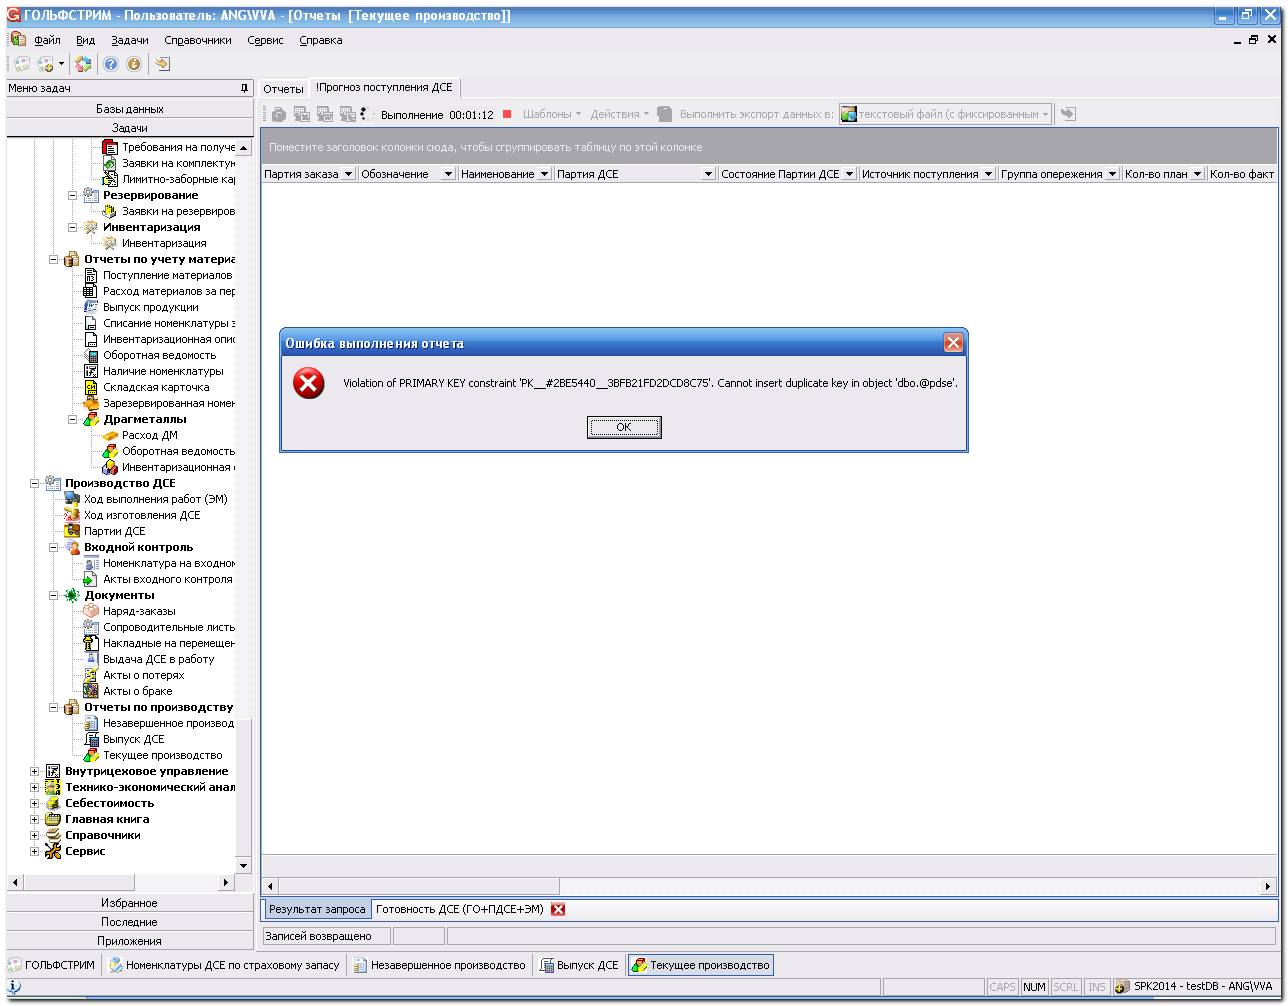 ГОЛЬФСТРИМ - Пользователь: ANG\VVA - [Отчеты [Текущее производство]]
Файл Вид Задачи Справочники Сервис Справка
Меню задач
Базы данных
Задачи
Требования на получе
Заявки на комплектую
Лимитно-заборные кар
Резервирование
Заявки на резервиров
Инвентаризация
Инвентаризация
Отчеты по учету материа
Поступление материалов
Расход материалов за пер
Выпуск продукции
Списание номенклатуры з
Инвентаризационная опис
Оборотная ведомость
Наличие номенклатуры
Складская карточка
Зарезервированная номен
Драгметаллы
Расход ДМ
Оборотная ведомость
Инвентаризационная о
Производство ДСЕ
Ход выполнения работ (ЭМ)
Ход изготовления ДСЕ
Партии ДСЕ
Входной контроль
Номенклатура на входном
Акты входного контроля
Документы
Наряд-заказы
Сопроводительные листы
Накладные на перемещен
Выдача ДСЕ в работу
Акты о потерях
Акты о браке
Отчеты по производству
Незавершенное производ
Выпуск ДСЕ
Текущее производство
Внутрицеховое управление
Технико-экономический анал
Себестоимость
Главная книга
Справочники
Сервис
Избранное
Последние
Приложения
Отчеты !Прогноз поступления ДСЕ
Выполнение 00:01:12 Шаблоны Действия Выполнить экспорт данных в: текстовый файл (с фиксированным
Поместите заголовок колонки сюда, чтобы сгруппировать таблицу по этой колонке
Партия заказа Обозначение Наименование Партия ДСЕ Состояние Партии ДСЕ Источник поступления Группа опережения Кол-во план Кол-во факт
Ошибка выполнения отчета
Violation of PRIMARY KEY constraint 'PK__#2BE5440__3BFB21FD2DCD8C75'. Cannot insert duplicate key in object 'dbo.@pdse'.
OK
Результат запроса Готовность ДСЕ (ГО+ПДСЕ+ЭМ)
Записей возвращено
ГОЛЬФСТРИМ Номенклатуры ДСЕ по страховому запасу Незавершенное производство Выпуск ДСЕ Текущее производство
CAPS NUM SCRL INS SPK2014 - testDB - ANG\VVA